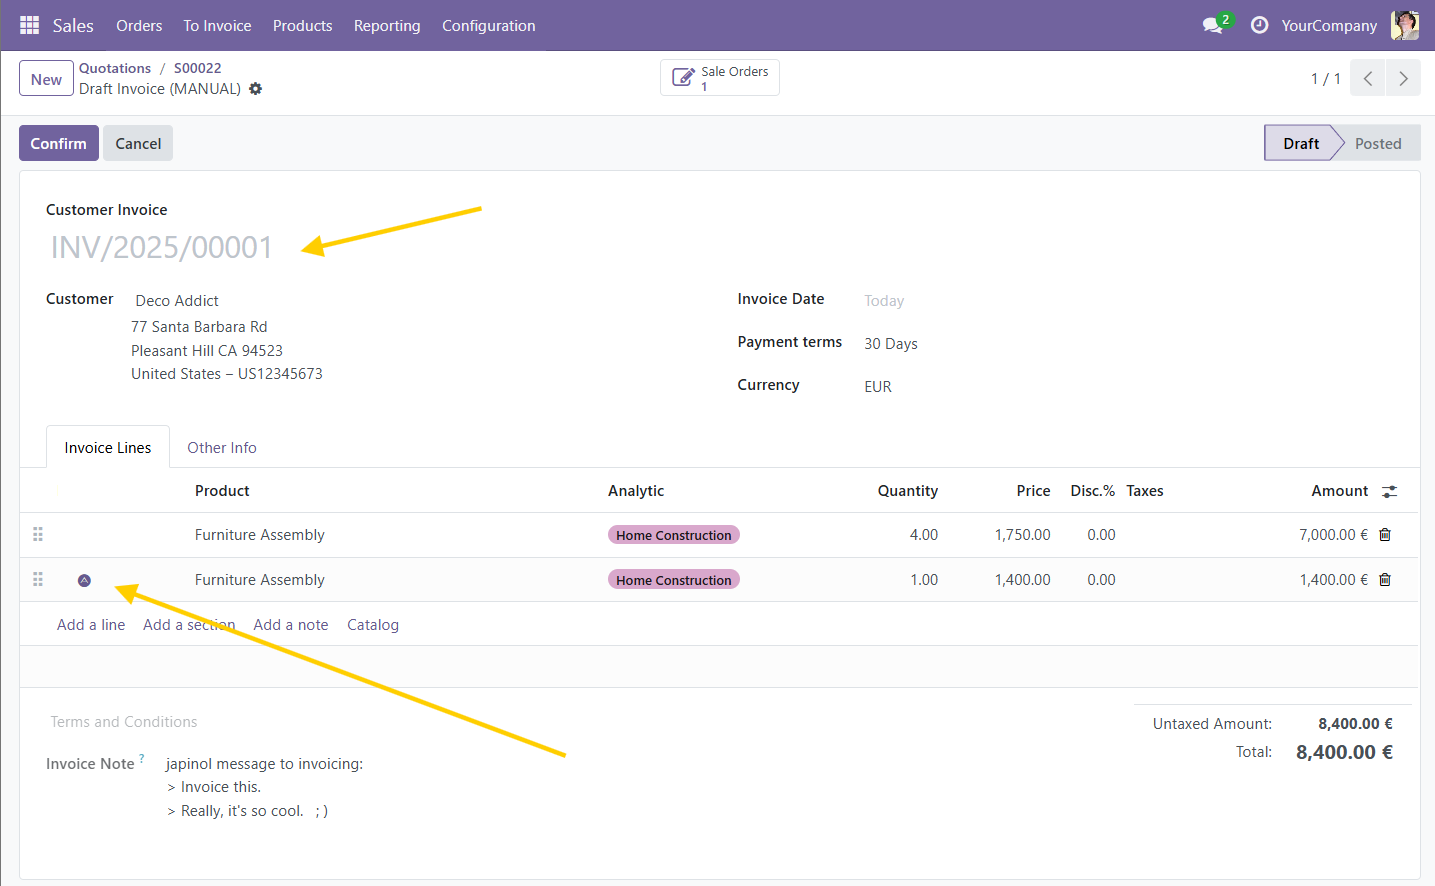 Sales Orders To Invoice Products Reporting Configuration 2 YourCompany
New Quotations / S00022 Sale Orders 1 / 1
Draft Invoice (MANUAL) 1
Confirm Cancel Draft Posted
Customer Invoice
INV/2025/00001
Customer Deco Addict Invoice Date Today
77 Santa Barbara Rd
Pleasant Hill CA 94523 Payment terms 30 Days
United States – US12345673
Currency EUR
Invoice Lines Other Info
Product Analytic Quantity Price Disc.% Taxes Amount
Furniture Assembly Home Construction 4.00 1,750.00 0.00 7,000.00 €
Furniture Assembly Home Construction 1.00 1,400.00 0.00 1,400.00 €
Add a line Add a section Add a note Catalog
Terms and Conditions Untaxed Amount: 8,400.00 €
Total: 8,400.00 €
Invoice Note ? japinol message to invoicing:
> Invoice this.
> Really, it's so cool. ; )